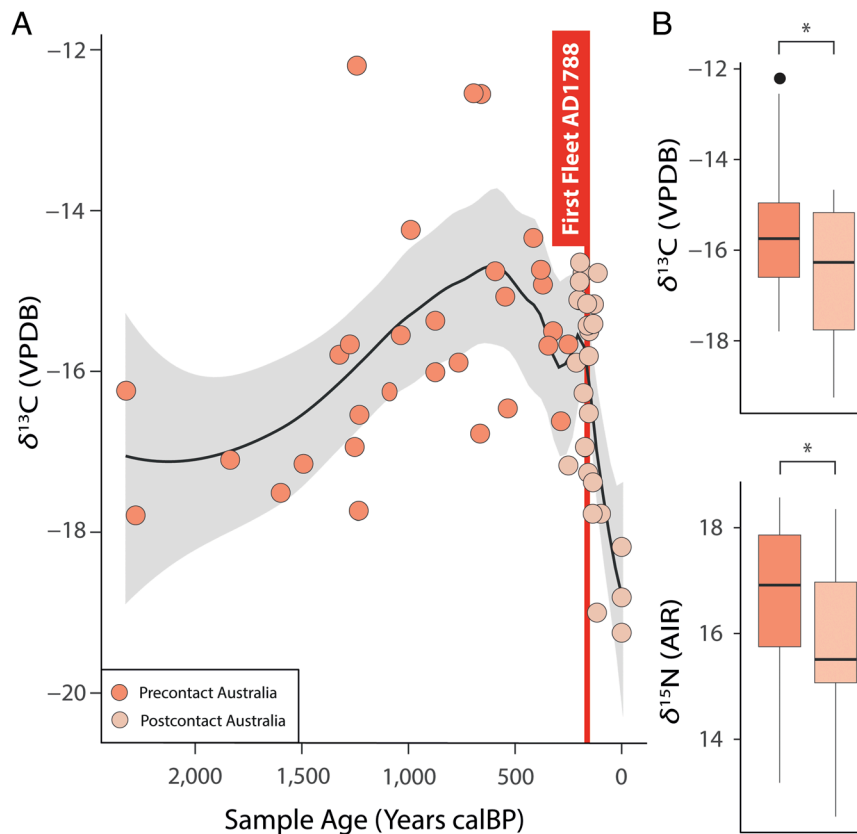 A
B
−12
−14
−16
−18
−20
δ¹³C (VPDB)
First Fleet AD1788
Precontact Australia
Postcontact Australia
2,000
1,500
1,000
500
0
Sample Age (Years calBP)
*
−12
−14
−16
−18
δ¹³C (VPDB)
*
18
16
14
δ¹⁵N (AIR)